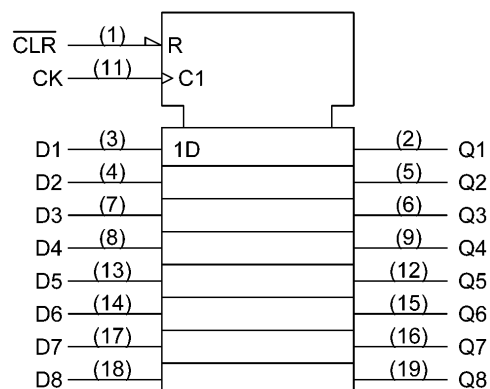 C̅L̅R̅ (1) R
CK (11) C1
D1 (3) 1D (2) Q1
D2 (4) (5) Q2
D3 (7) (6) Q3
D4 (8) (9) Q4
D5 (13) (12) Q5
D6 (14) (15) Q6
D7 (17) (16) Q7
D8 (18) (19) Q8